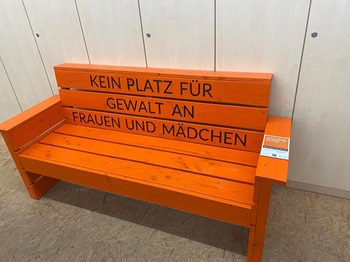 KEIN PLATZ FÜR
GEWALT AN
FRAUEN UND MÄDCHEN